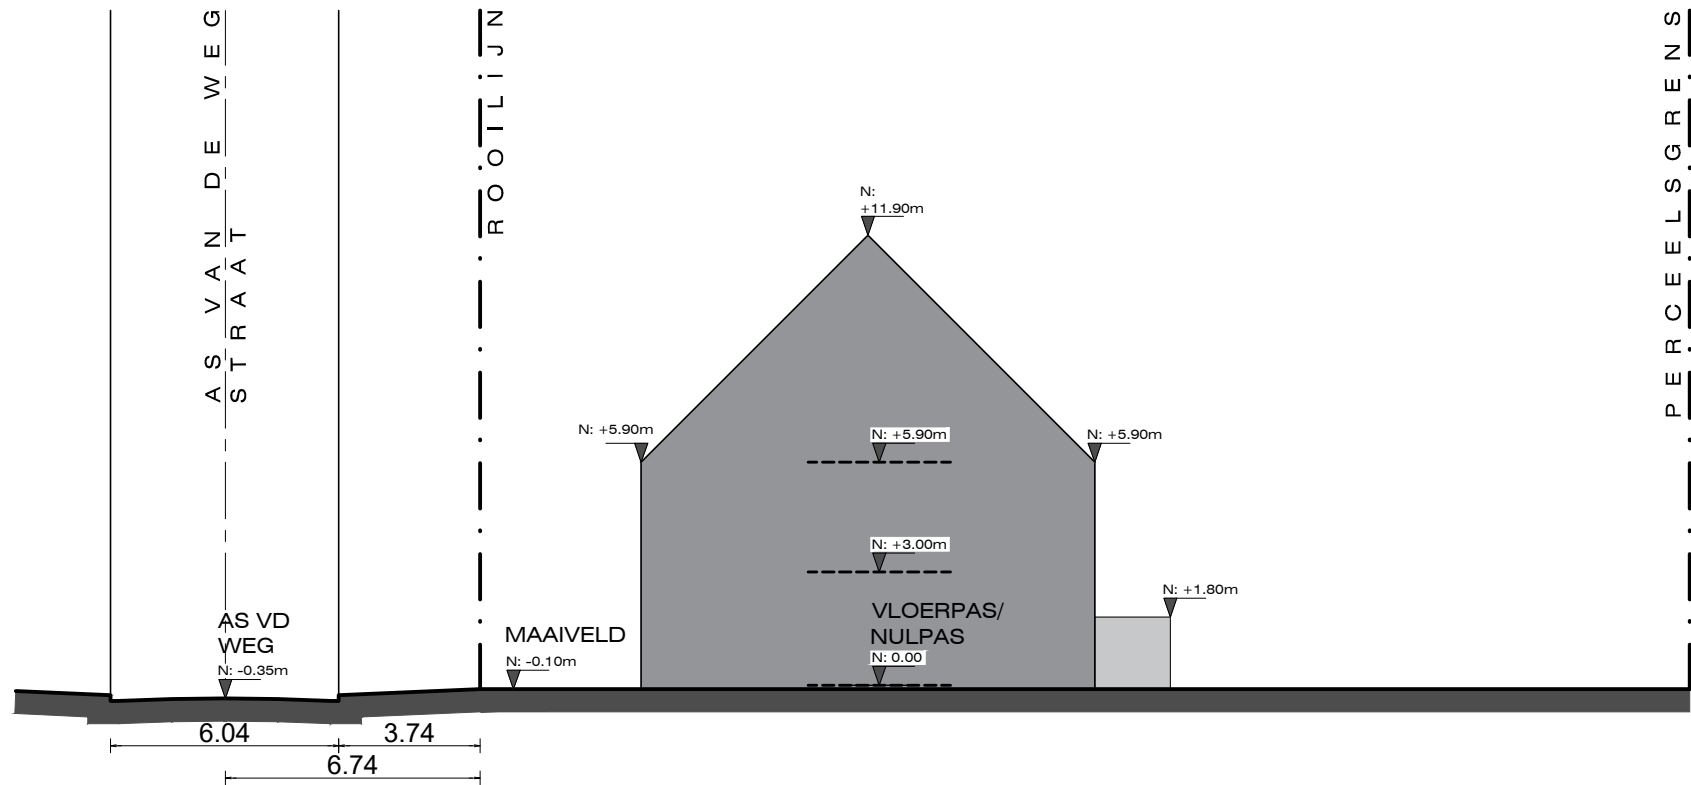 AS VAN DE WEG
STRAAT
ROOILIJN
PERCEELSGRENS
N:
+11.90m
N: +5.90m
N: +5.90m
N: +5.90m
N: +3.00m
N: +1.80m
VLOERPAS/
NULPAS
N: 0.00
AS VD
WEG
N: -0.35m
MAAIVELD
N: -0.10m
6.04
3.74
6.74